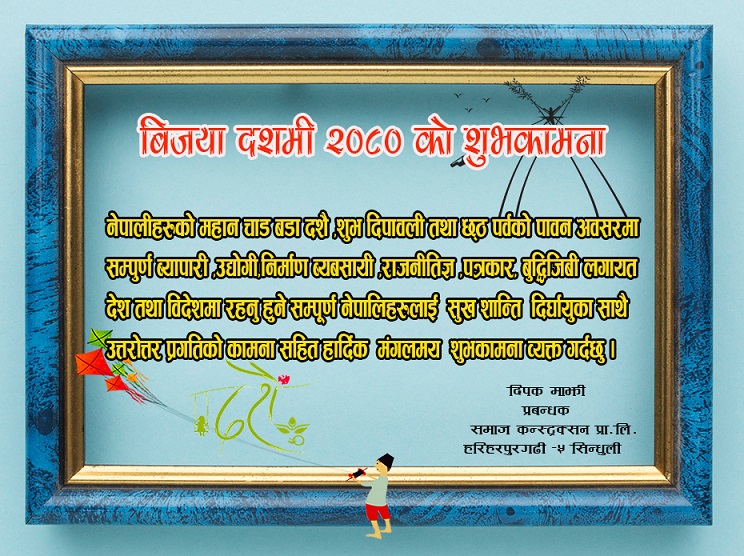 बिजया दशमी २०८० को शुभकामना
नेपालीहरुको महान चाड बडा दशै ,शुभ दिपावली तथा छठ पर्वको पावन अवसरमा
सम्पुर्ण ब्यापारी ,उद्योगी,निर्माण ब्यबसायी ,राजनीतिज्ञ ,पत्रकार, बुद्धिजिबी लगायत
देश तथा विदेशमा रहनु हुने सम्पूर्ण नेपालिहरुलाई सुख शान्ति दिर्घायुका साथै
उत्तरोत्तर प्रगतिको कामना सहित हार्दिक मंगलमय शुभकामना ब्यक्त गर्दछु ।
दशैं
दिपक माझी
प्रबन्धक
समाज कन्स्ट्रक्सन प्रा.लि.
हरिहरपुरगढी -५ सिन्धुली